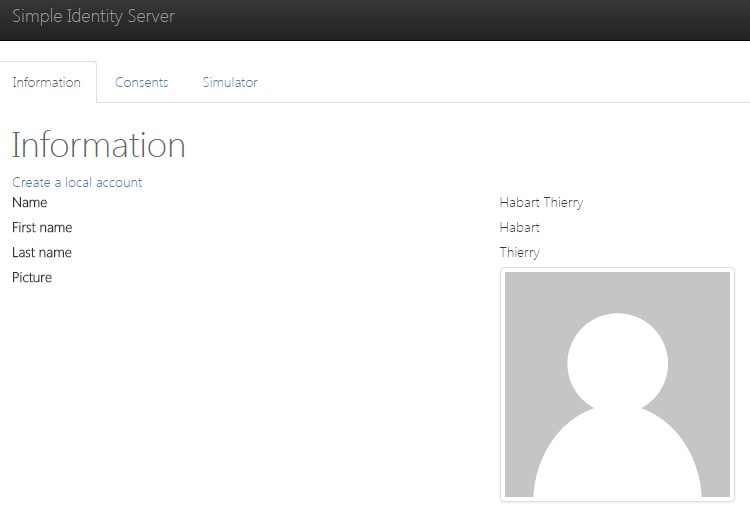 Simple Identity Server
Information Consents Simulator
Information
Create a local account
Name Habart Thierry
First name Habart
Last name Thierry
Picture